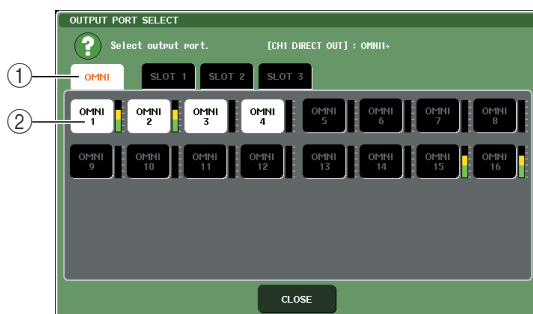 OUTPUT PORT SELECT
? Select output port. [CH1 DIRECT OUT] : OMNI1+
1 OMNI SLOT 1 SLOT 2 SLOT 3
2 OMNI 1 OMNI 2 OMNI 3 OMNI 4 OMNI 5 OMNI 6 OMNI 7 OMNI 8
OMNI 9 OMNI 10 OMNI 11 OMNI 12 OMNI 13 OMNI 14 OMNI 15 OMNI 16
CLOSE